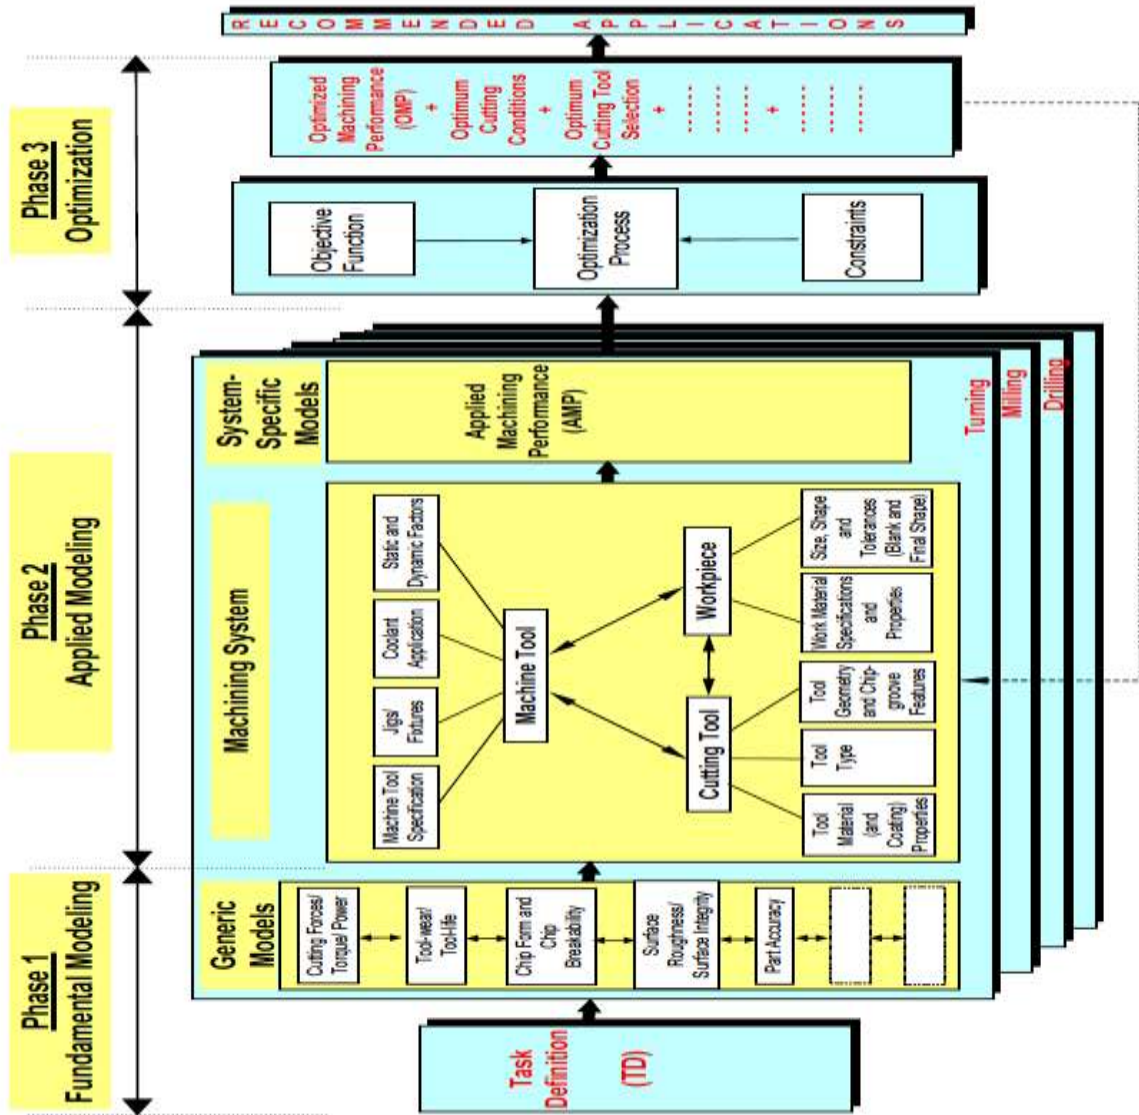 Phase 1
Fundamental Modeling
Phase 2
Applied Modeling
Phase 3
Optimization
Task
Definition
(TD)
Generic
Models
Cutting Forces/
Torque/ Power
Tool-wear/
Tool-life
Chip Form and
Chip
Breakability
Surface
Roughness/
Surface Integrity
Part Accuracy
Machining System
Machine Tool
Specification
Jigs/
Fixtures
Coolant
Application
Static and
Dynamic Factors
Machine Tool
Cutting Tool
Workpiece
Tool
Material
(and
Coating)
Properties
Tool
Type
Tool
Geometry
and Chip-
groove
Features
Work Material
Specifications
and
Properties
Size, Shape
and
Tolerances
(Blank and
Final Shape)
System-
Specific
Models
Applied
Machining
Performance
(AMP)
Turning
Milling
Drilling
Objective
Function
Optimization
Process
Constraints
Optimized
Machining
Perfomance
(OMP)
+
Optimum
Cutting
Conditions
+
Optimum
Cutting Tool
Selection
+
------
------
------
+
------
------
------
RECOMMENDED APPLICATIONS